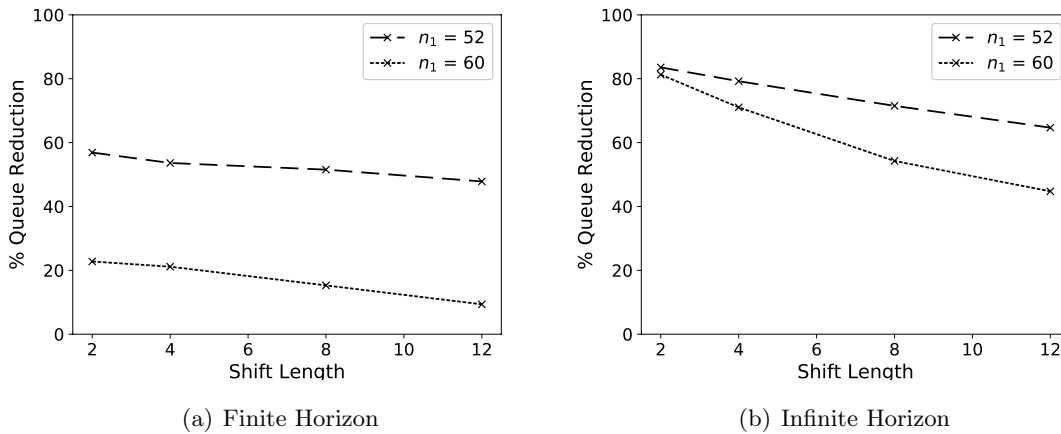 100
80
60
40
20
0
% Queue Reduction
n₁ = 52
n₁ = 60
2 4 6 8 10 12
Shift Length
(a) Finite Horizon
100
80
60
40
20
0
% Queue Reduction
n₁ = 52
n₁ = 60
2 4 6 8 10 12
Shift Length
(b) Infinite Horizon